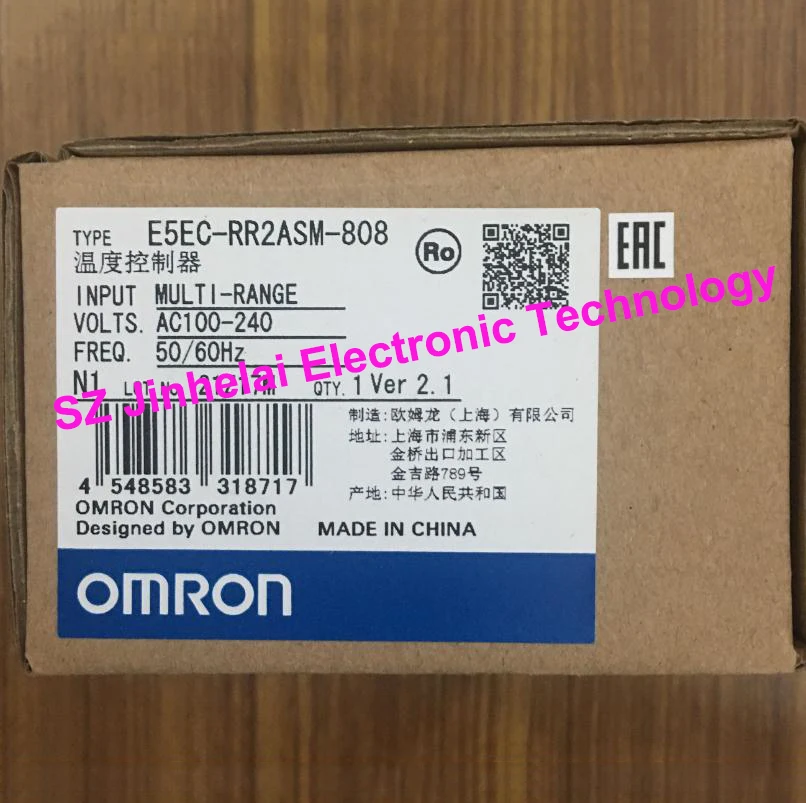 TYPE E5EC-RR2ASM-808
温度控制器
Ro
EAC
INPUT MULTI-RANGE
VOLTS. AC100-240
FREQ. 50/60Hz
N1 LOT No. QTY. 1 Ver 2.1
SZ Jinhelai Electronic Technology
制造:欧姆龙(上海)有限公司
地址:上海市浦东新区
金桥出口加工区
金吉路789号
产地:中华人民共和国
4 548583 318717
OMRON Corporation
Designed by OMRON MADE IN CHINA
OMRON